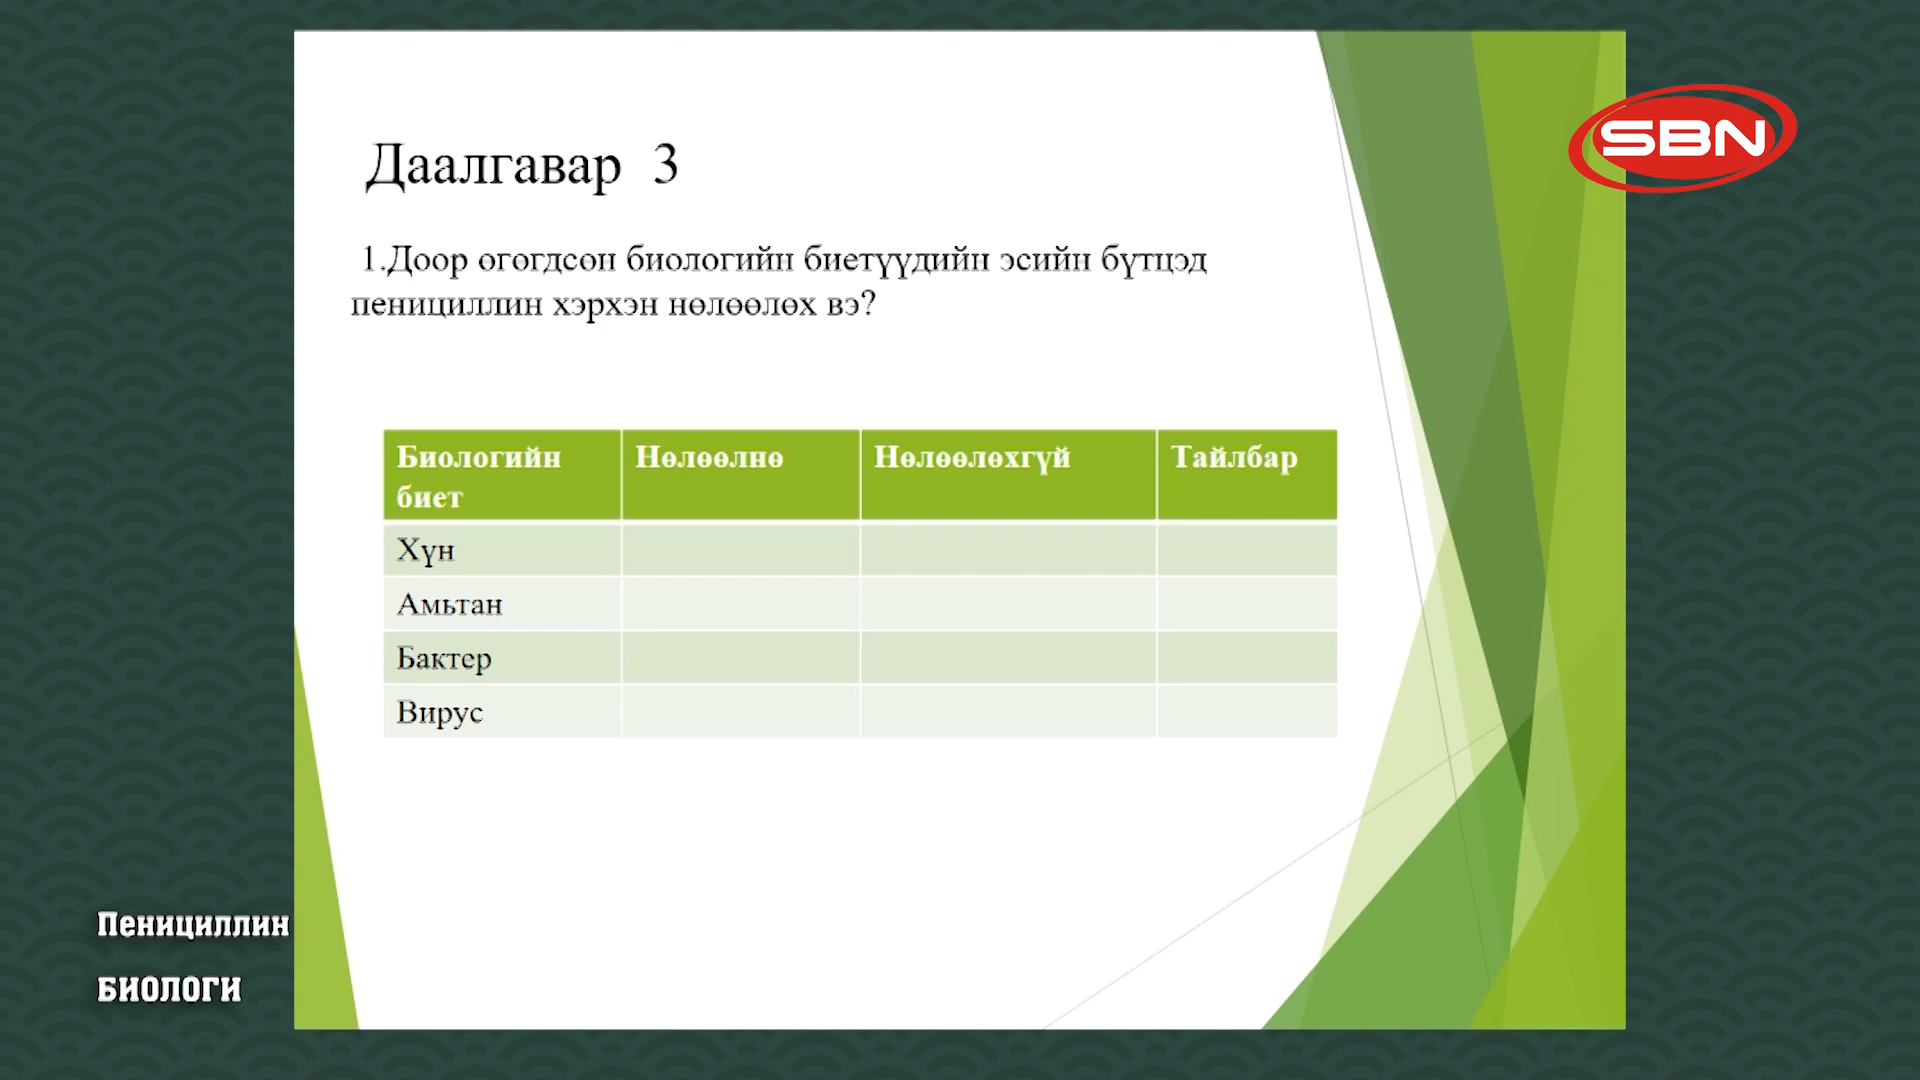 SBN
Даалгавар 3
1.Доор өгөгдсөн биологийн биетүүдийн эсийн бүтцэд
пенициллин хэрхэн нөлөөлөх вэ?
Биологийн биет Нөлөөлнө Нөлөөлөхгүй Тайлбар
Хүн
Амьтан
Бактер
Вирус
Пенициллин
БИОЛОГИ